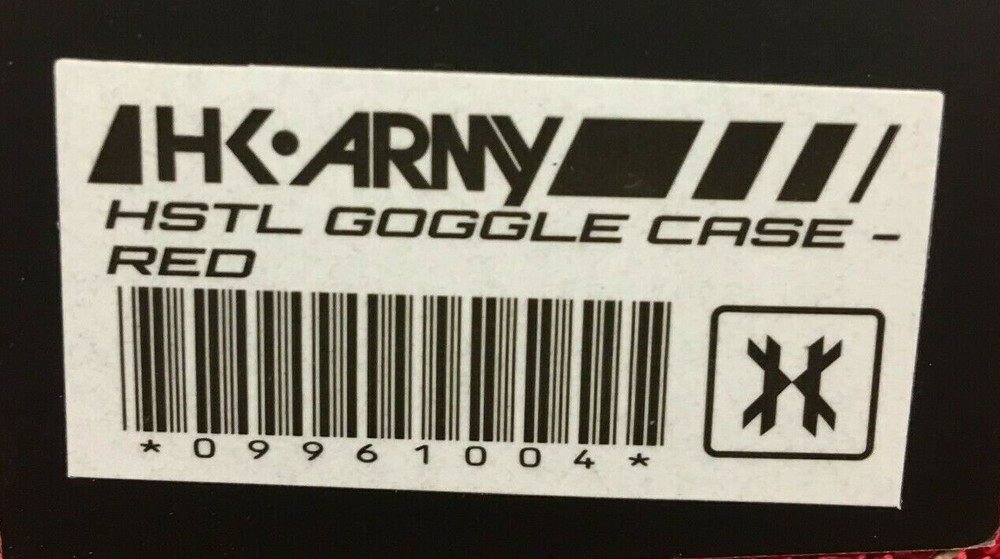 HK•ARMY
HSTL GOGGLE CASE -
RED
*09961004*